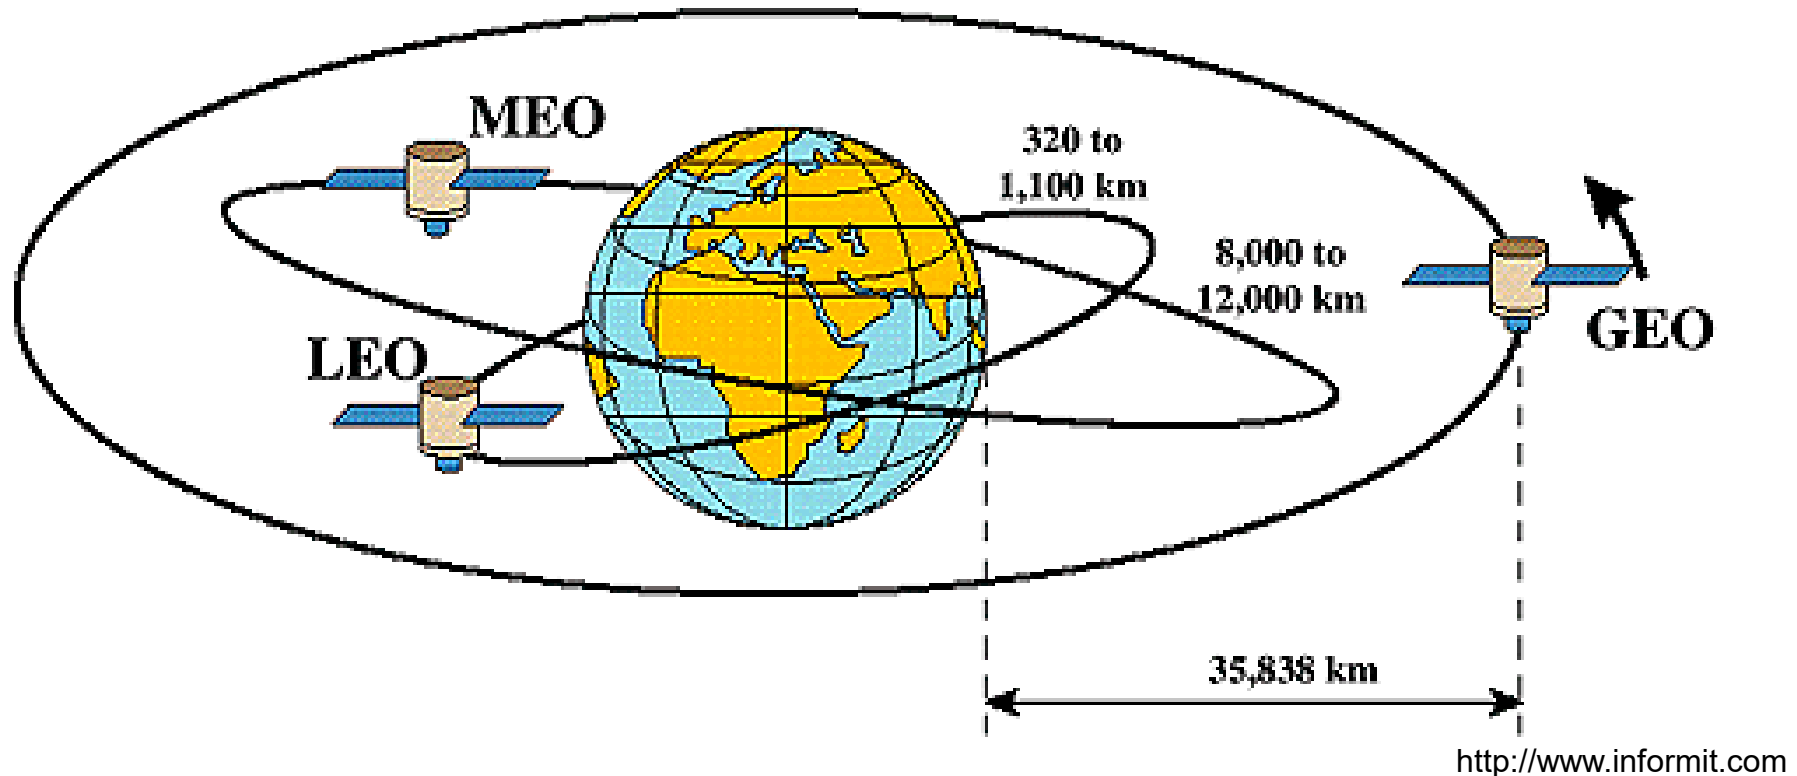 MEO
320 to
1,100 km
8,000 to
12,000 km
GEO
LEO
35,838 km
http://www.informit.com